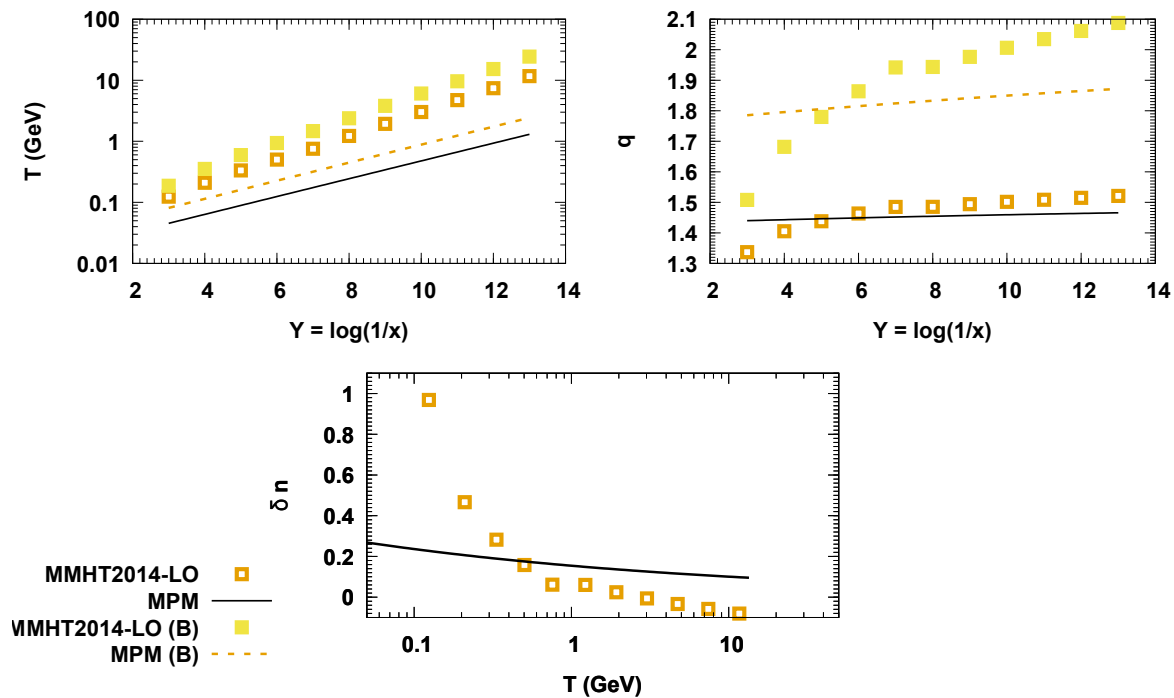 100
10
1
0.1
0.01
T (GeV)
2 4 6 8 10 12 14
Y = log(1/x)
2.1
2
1.9
1.8
1.7
1.6
1.5
1.4
1.3
q
2 4 6 8 10 12 14
Y = log(1/x)
1
0.8
0.6
0.4
0.2
0
δ n
0.1 1 10
T (GeV)
MMHT2014-LO
MPM
MMHT2014-LO (B)
MPM (B)